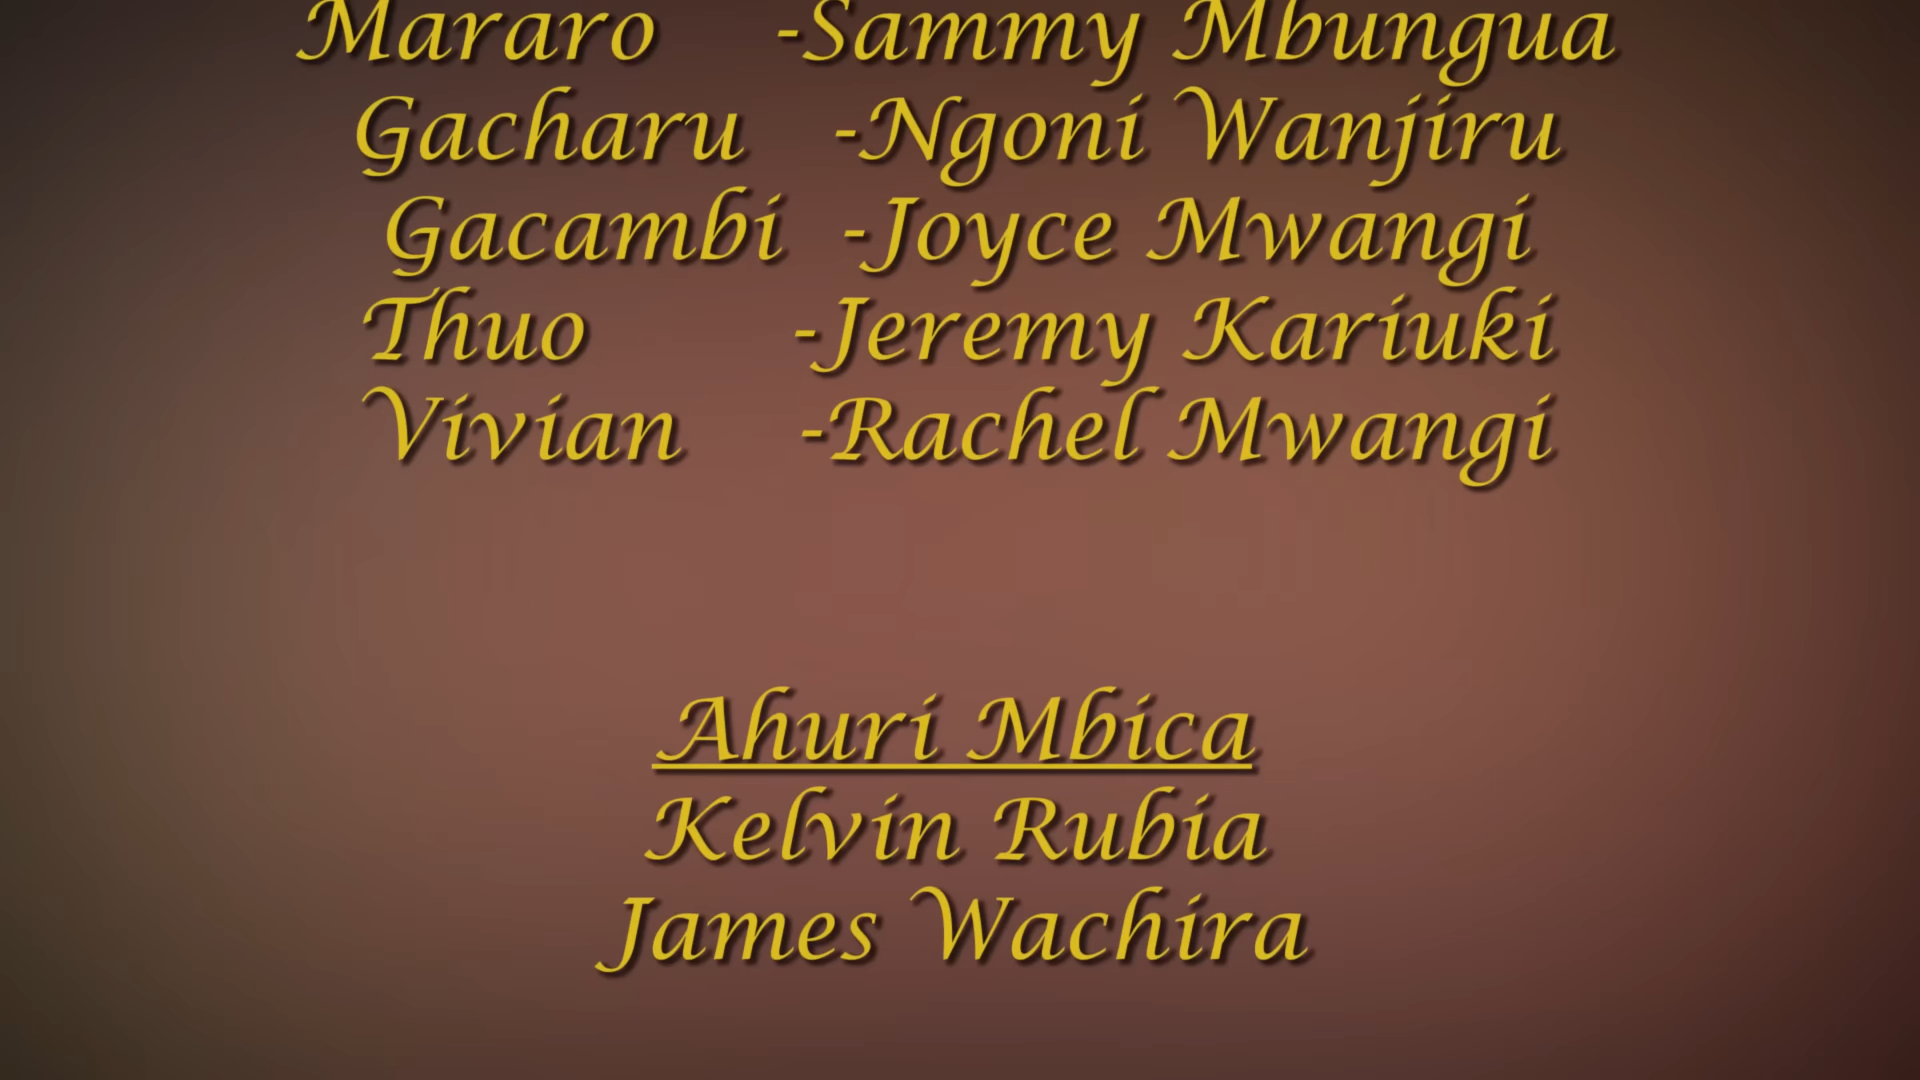 Mararo -Sammy Mbungua
Gacharu -Ngoni Wanjiru
Gacambi -Joyce Mwangi
Thuo -Jeremy Kariuki
Vivian -Rachel Mwangi
Ahuri Mbica
Kelvin Rubia
James Wachira